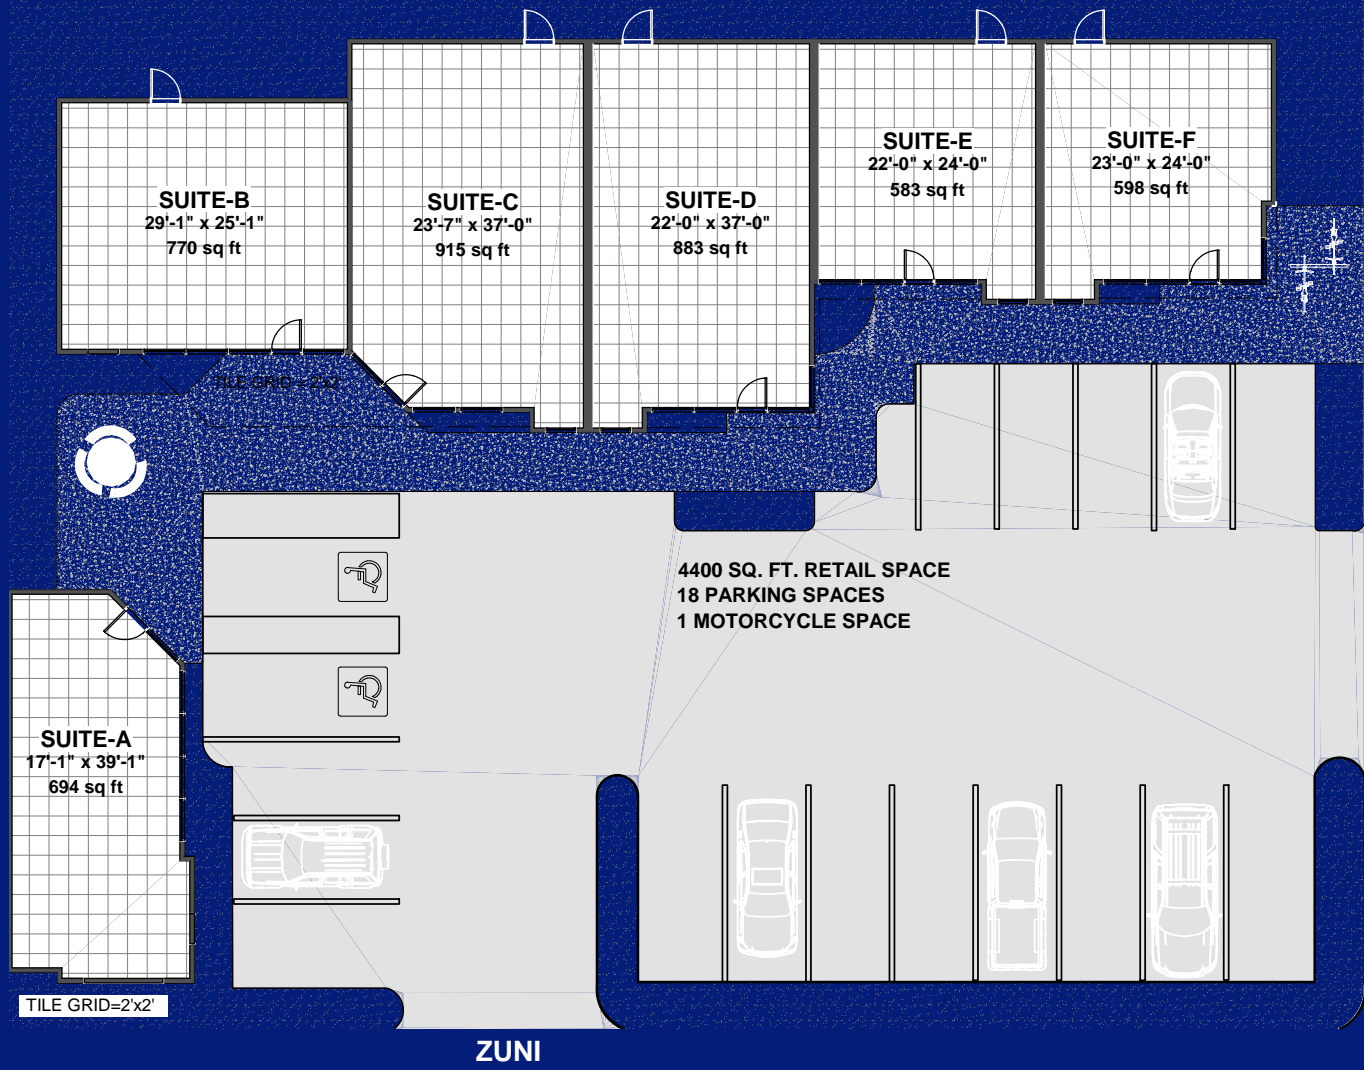 SUITE-E
22'-0" x 24'-0"
583 sq ft
SUITE-F
23'-0" x 24'-0"
598 sq ft
SUITE-B
29'-1" x 25'-1"
770 sq ft
SUITE-C
23'-7" x 37'-0"
915 sq ft
SUITE-D
22'-0" x 37'-0"
883 sq ft
TILE GRID = 2'x2'
4400 SQ. FT. RETAIL SPACE
18 PARKING SPACES
1 MOTORCYCLE SPACE
SUITE-A
17'-1" x 39'-1"
694 sq ft
TILE GRID=2'x2'
ZUNI